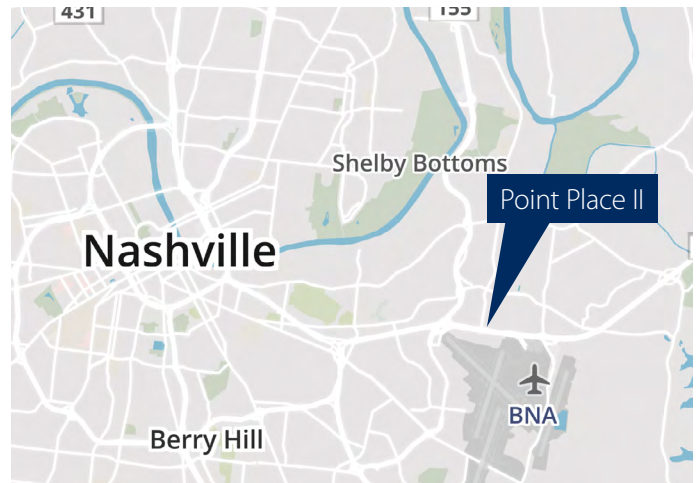 431
155
Shelby Bottoms
Point Place II
Nashville
BNA
Berry Hill